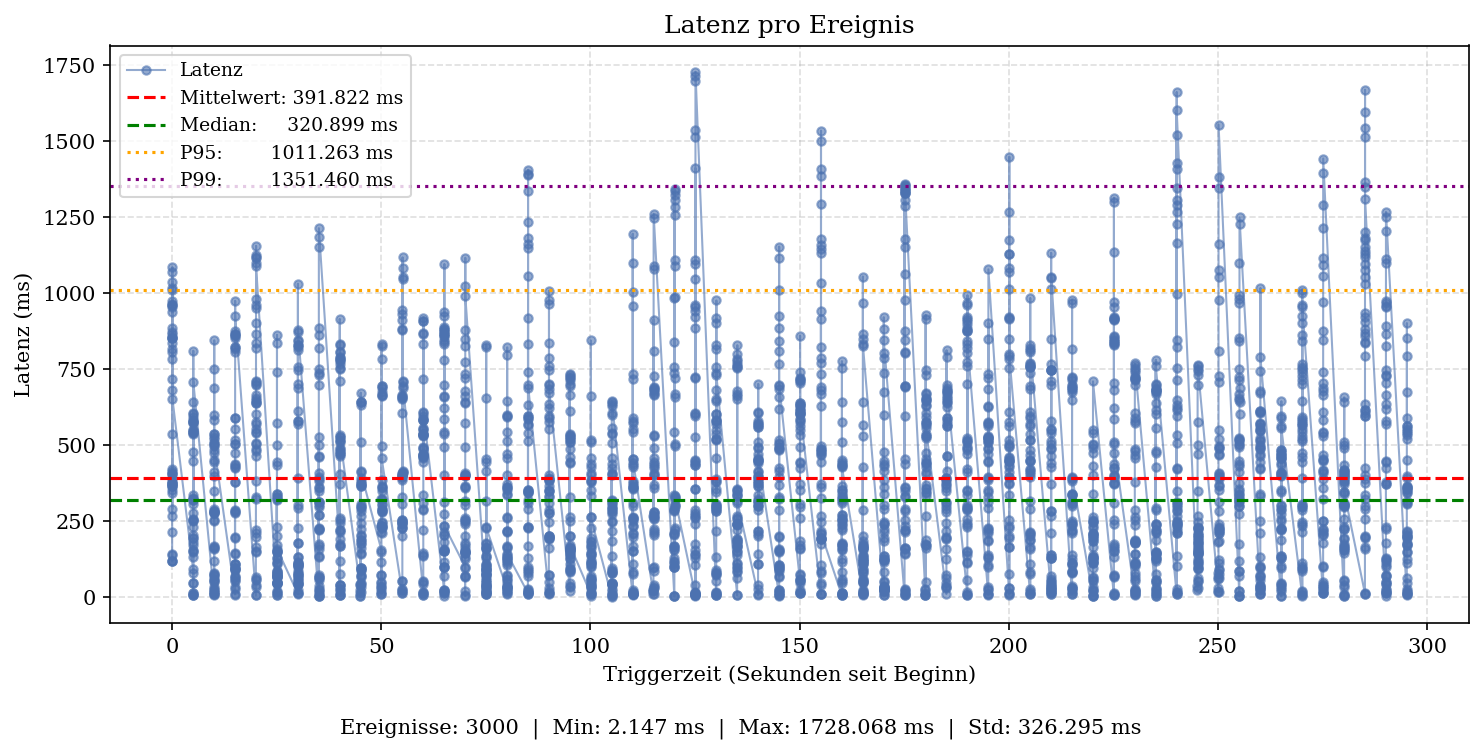 Latenz pro Ereignis
Latenz (ms)
1750
1500
1250
1000
750
500
250
0
Latenz
Mittelwert: 391.822 ms
Median: 320.899 ms
P95: 1011.263 ms
P99: 1351.460 ms
0 50 100 150 200 250 300
Triggerzeit (Sekunden seit Beginn)
Ereignisse: 3000 | Min: 2.147 ms | Max: 1728.068 ms | Std: 326.295 ms